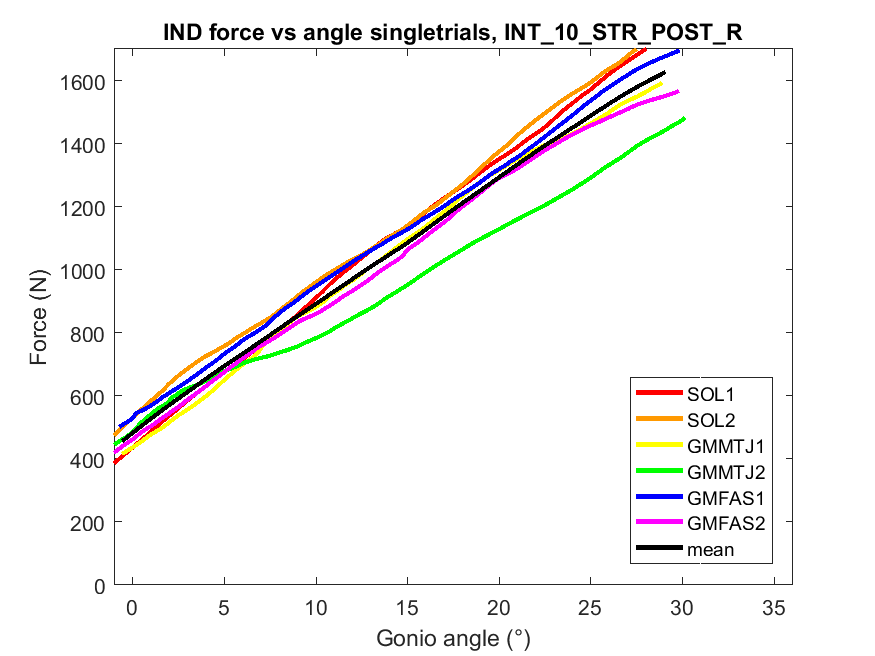 IND force vs angle singletrials, INT_10_STR_POST_R
1600
1400
1200
1000
800
600
400
200
0
Force (N)
0 5 10 15 20 25 30 35
Gonio angle (°)
SOL1
SOL2
GMMTJ1
GMMTJ2
GMFAS1
GMFAS2
mean